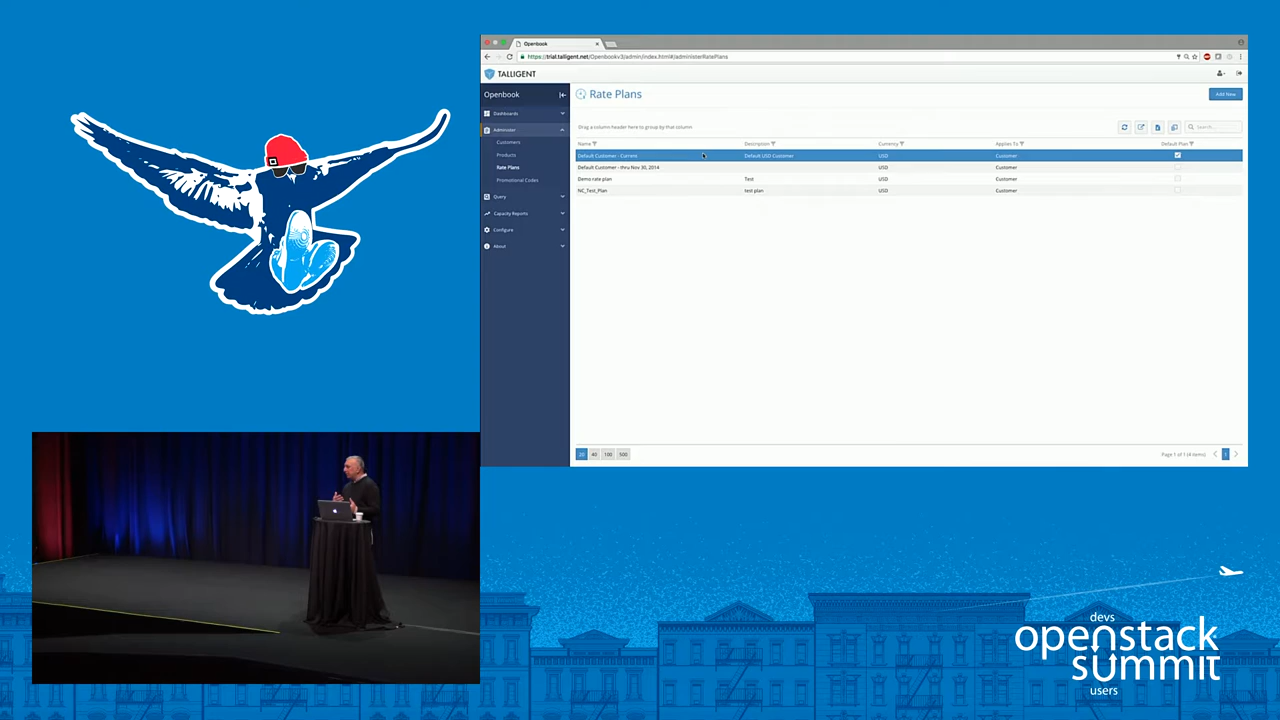 Openbook
https://trial.talligent.net/Openbookv3/admin/index.html#/administerRatePlans
TALLIGENT
Openbook
Dashboards
Administer
Customers
Products
Rate Plans
Promotional Codes
Query
Capacity Reports
Configure
About
Rate Plans
Add New
Drag a column header here to group by that column
Search...
Name Description Currency Applies To Default Plan
Default Customer - Current Default USD Customer USD Customer
Default Customer - thru Nov 30, 2014 USD Customer
Demo rate plan Test USD Customer
NC_Test_Plan test plan USD Customer
20 40 100 500
Page 1 of 1 (4 items) 1
devs
openstack
summit
users